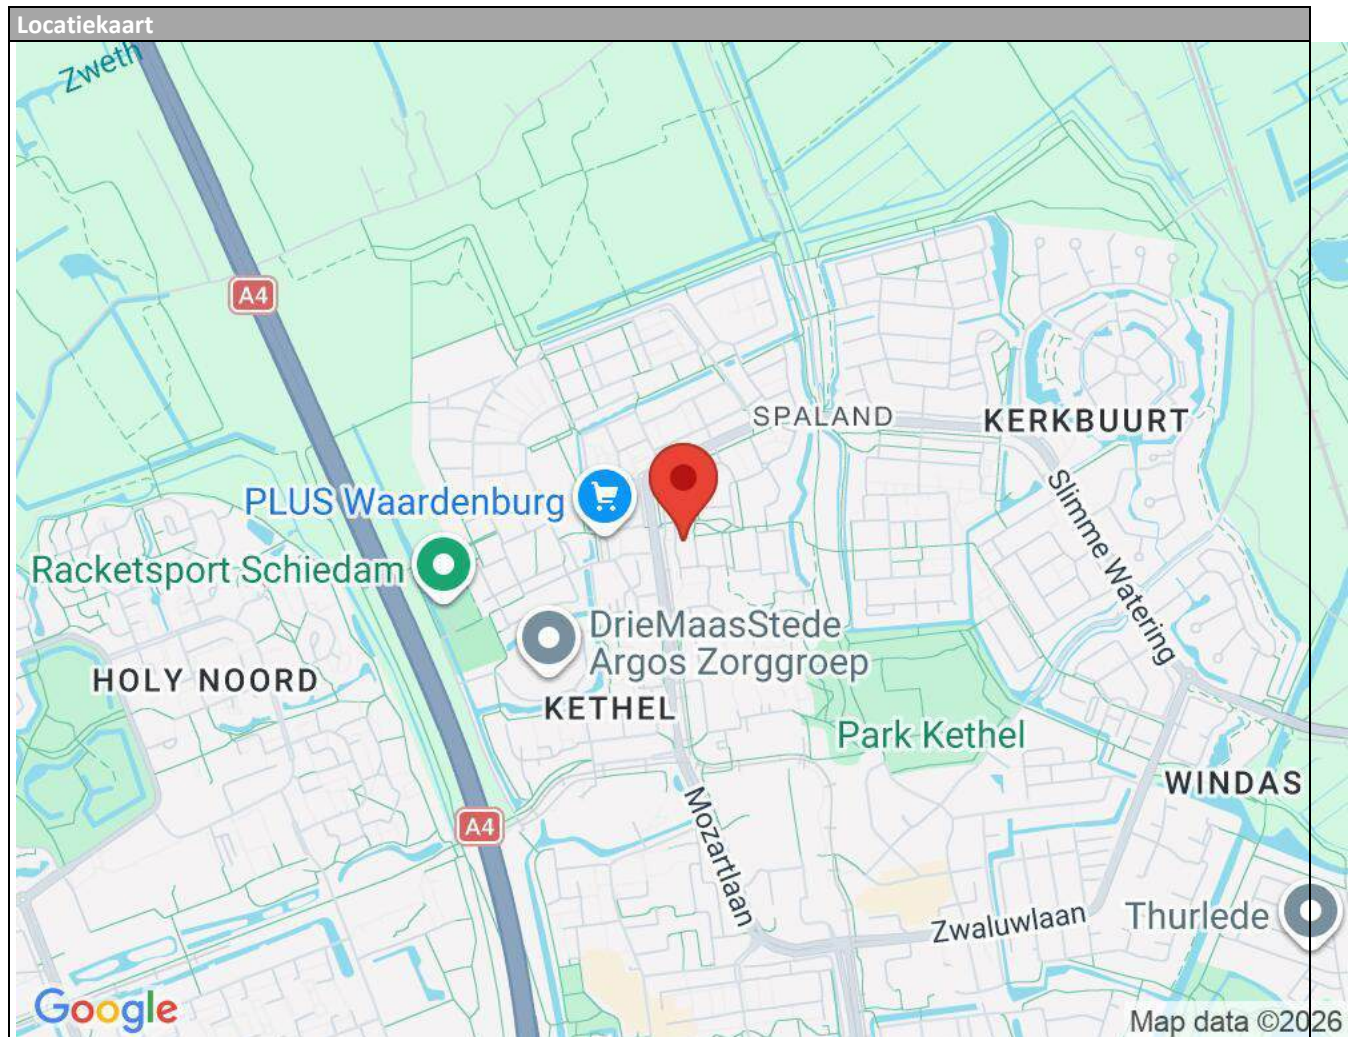 Locatiekaart
Zweth
A4
SPALAND
KERKBUURT
PLUS Waardenburg
Slimme Watering
Racketsport Schiedam
DrieMaasStede
Argos Zorggroep
HOLY NOORD
KETHEL
Park Kethel
WINDAS
A4
Mozartlaan
Zwaluwlaan
Thurlede
Google
Map data ©2026